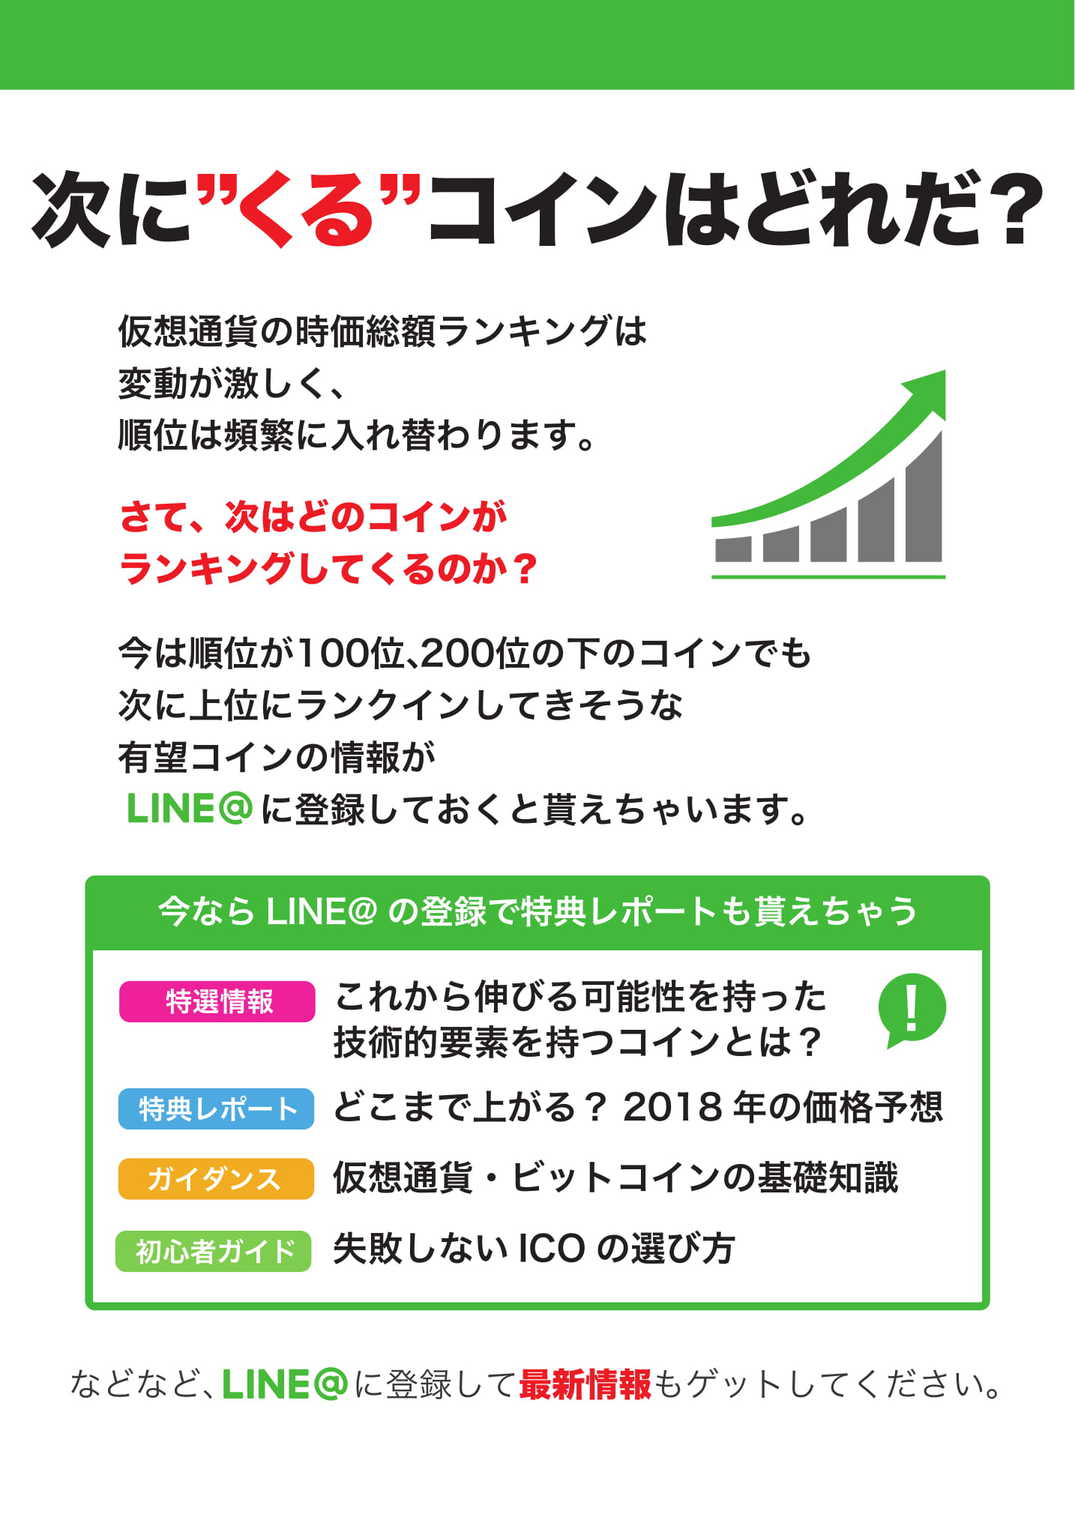 次に”くる”コインはどれだ？
仮想通貨の時価総額ランキングは
変動が激しく、
順位は頻繁に入れ替わります。
さて、次はどのコインが
ランキングしてくるのか？
今は順位が100位、200位の下のコインでも
次に上位にランクインしてきそうな
有望コインの情報が
LINE@に登録しておくと貰えちゃいます。
今なら LINE@ の登録で特典レポートも貰えちゃう
特選情報 これから伸びる可能性を持った
技術的要素を持つコインとは？
!
特典レポート どこまで上がる？ 2018 年の価格予想
ガイダンス 仮想通貨・ビットコインの基礎知識
初心者ガイド 失敗しない ICO の選び方
などなど、LINE@に登録して最新情報もゲットしてください。